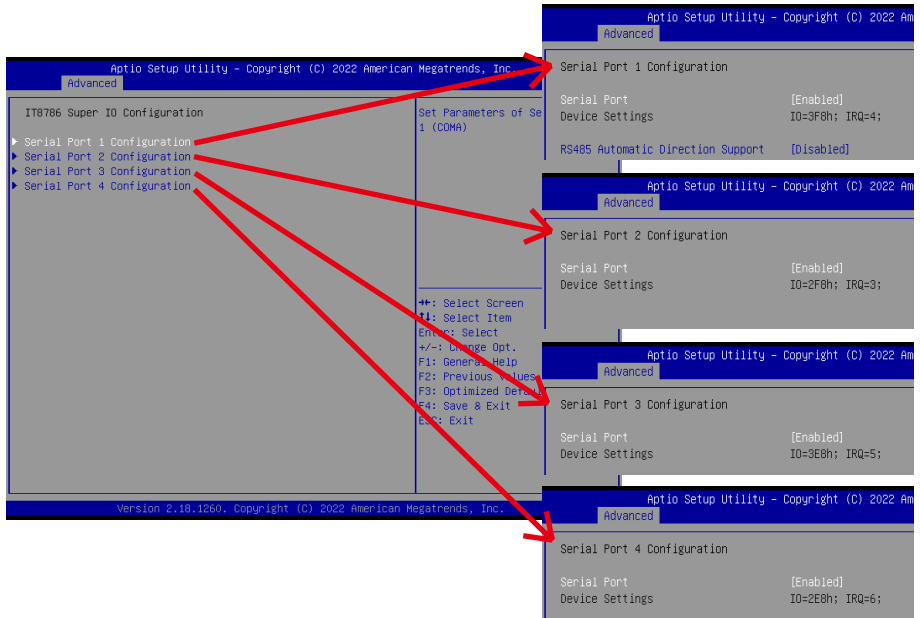 Aptio Setup Utility – Copyright (C) 2022 American Megatrends, Inc.
Advanced
IT8786 Super IO Configuration
Serial Port 1 Configuration
Serial Port 2 Configuration
Serial Port 3 Configuration
Serial Port 4 Configuration
Set Parameters of Se
1 (COMA)
→←: Select Screen
↑↓: Select Item
Enter: Select
+/-: Change Opt.
F1: General Help
F2: Previous Values
F3: Optimized Defau
F4: Save & Exit
ESC: Exit
Version 2.18.1260. Copyright (C) 2022 American Megatrends, Inc.
Aptio Setup Utility – Copyright (C) 2022 Am
Advanced
Serial Port 1 Configuration
Serial Port [Enabled]
Device Settings IO=3F8h; IRQ=4;
RS485 Automatic Direction Support [Disabled]
Aptio Setup Utility – Copyright (C) 2022 Am
Advanced
Serial Port 2 Configuration
Serial Port [Enabled]
Device Settings IO=2F8h; IRQ=3;
Aptio Setup Utility – Copyright (C) 2022 Am
Advanced
Serial Port 3 Configuration
Serial Port [Enabled]
Device Settings IO=3E8h; IRQ=5;
Aptio Setup Utility – Copyright (C) 2022 Am
Advanced
Serial Port 4 Configuration
Serial Port [Enabled]
Device Settings IO=2E8h; IRQ=6;